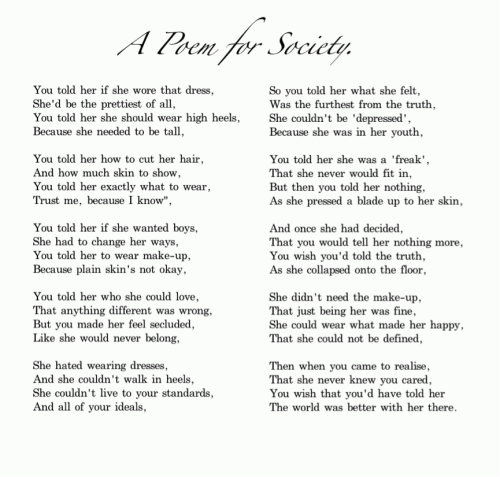 A Poem for Society.
You told her if she wore that dress,
She'd be the prettiest of all,
You told her she should wear high heels,
Because she needed to be tall,
You told her how to cut her hair,
And how much skin to show,
You told her exactly what to wear,
Trust me, because I know",
You told her if she wanted boys,
She had to change her ways,
You told her to wear make-up,
Because plain skin's not okay,
You told her who she could love,
That anything different was wrong,
But you made her feel secluded,
Like she would never belong,
She hated wearing dresses,
And she couldn't walk in heels,
She couldn't live to your standards,
And all of your ideals,
So you told her what she felt,
Was the furthest from the truth,
She couldn't be 'depressed',
Because she was in her youth,
You told her she was a 'freak',
That she never would fit in,
But then you told her nothing,
As she pressed a blade up to her skin,
And once she had decided,
That you would tell her nothing more,
You wish you'd told the truth,
As she collapsed onto the floor,
She didn't need the make-up,
That just being her was fine,
She could wear what made her happy,
That she could not be defined,
Then when you came to realise,
That she never knew you cared,
You wish that you'd have told her
The world was better with her there.